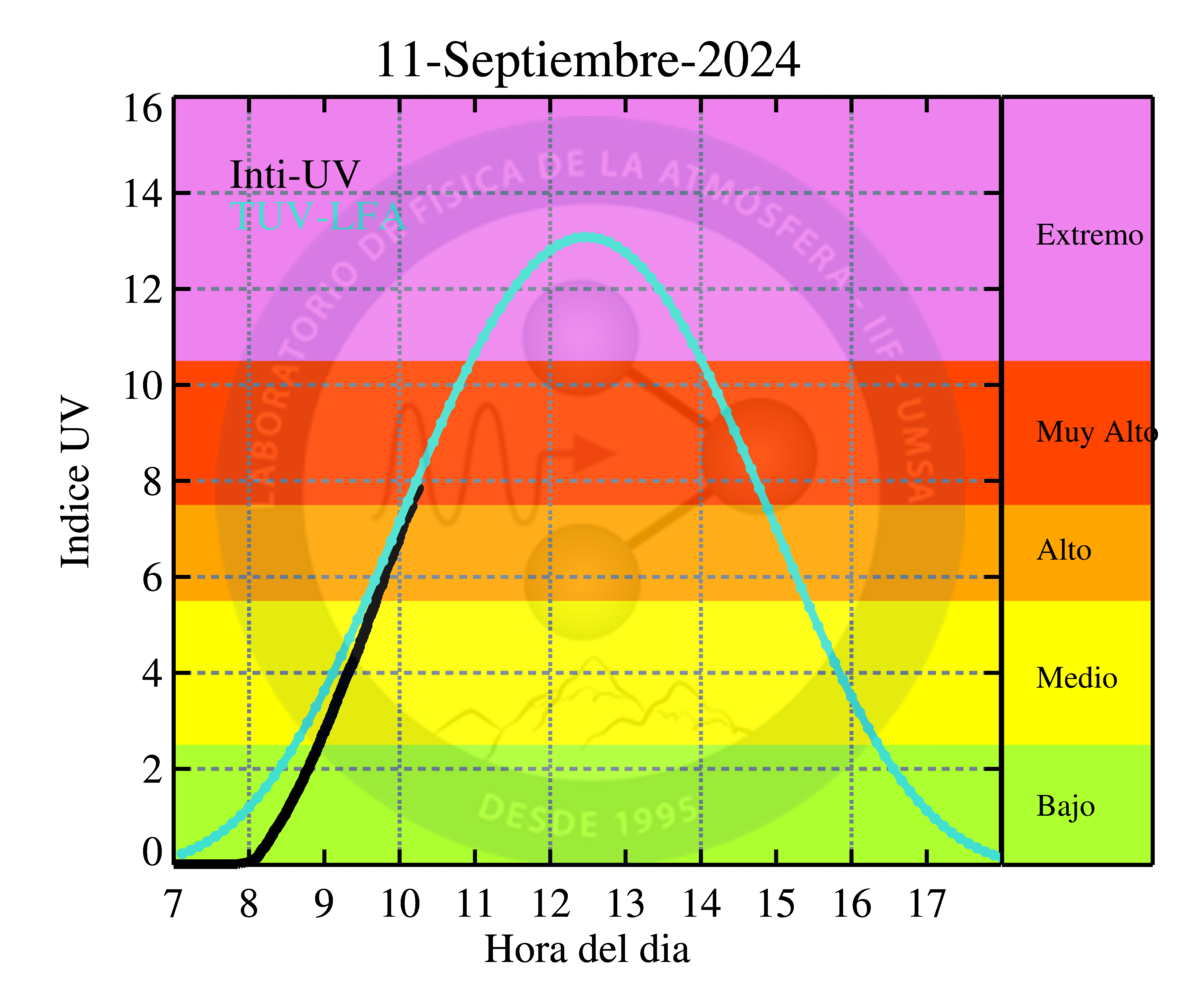 11-Septiembre-2024
16
14
12
10
8
6
4
2
0
Indice UV
Inti-UV
TUV-LFA
LABORATORIO DE FÍSICA DE LA ATMÓSFERA - IIF - UMSA
DESDE 1995
Extremo
Muy Alto
Alto
Medio
Bajo
7 8 9 10 11 12 13 14 15 16 17
Hora del dia